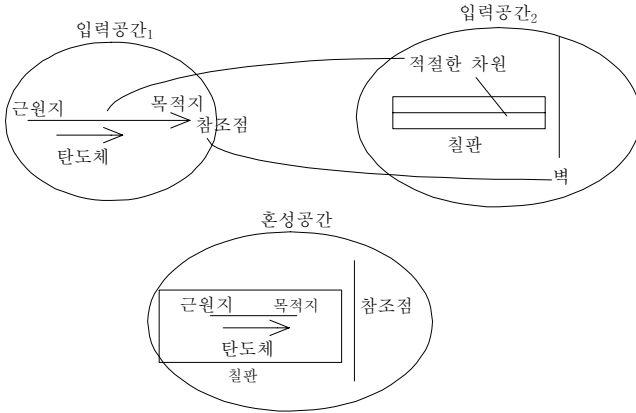 입력공간1
근원지
목적지
참조점
탄도체
입력공간2
적절한 차원
칠판
벽
혼성공간
근원지
목적지
참조점
탄도체
칠판